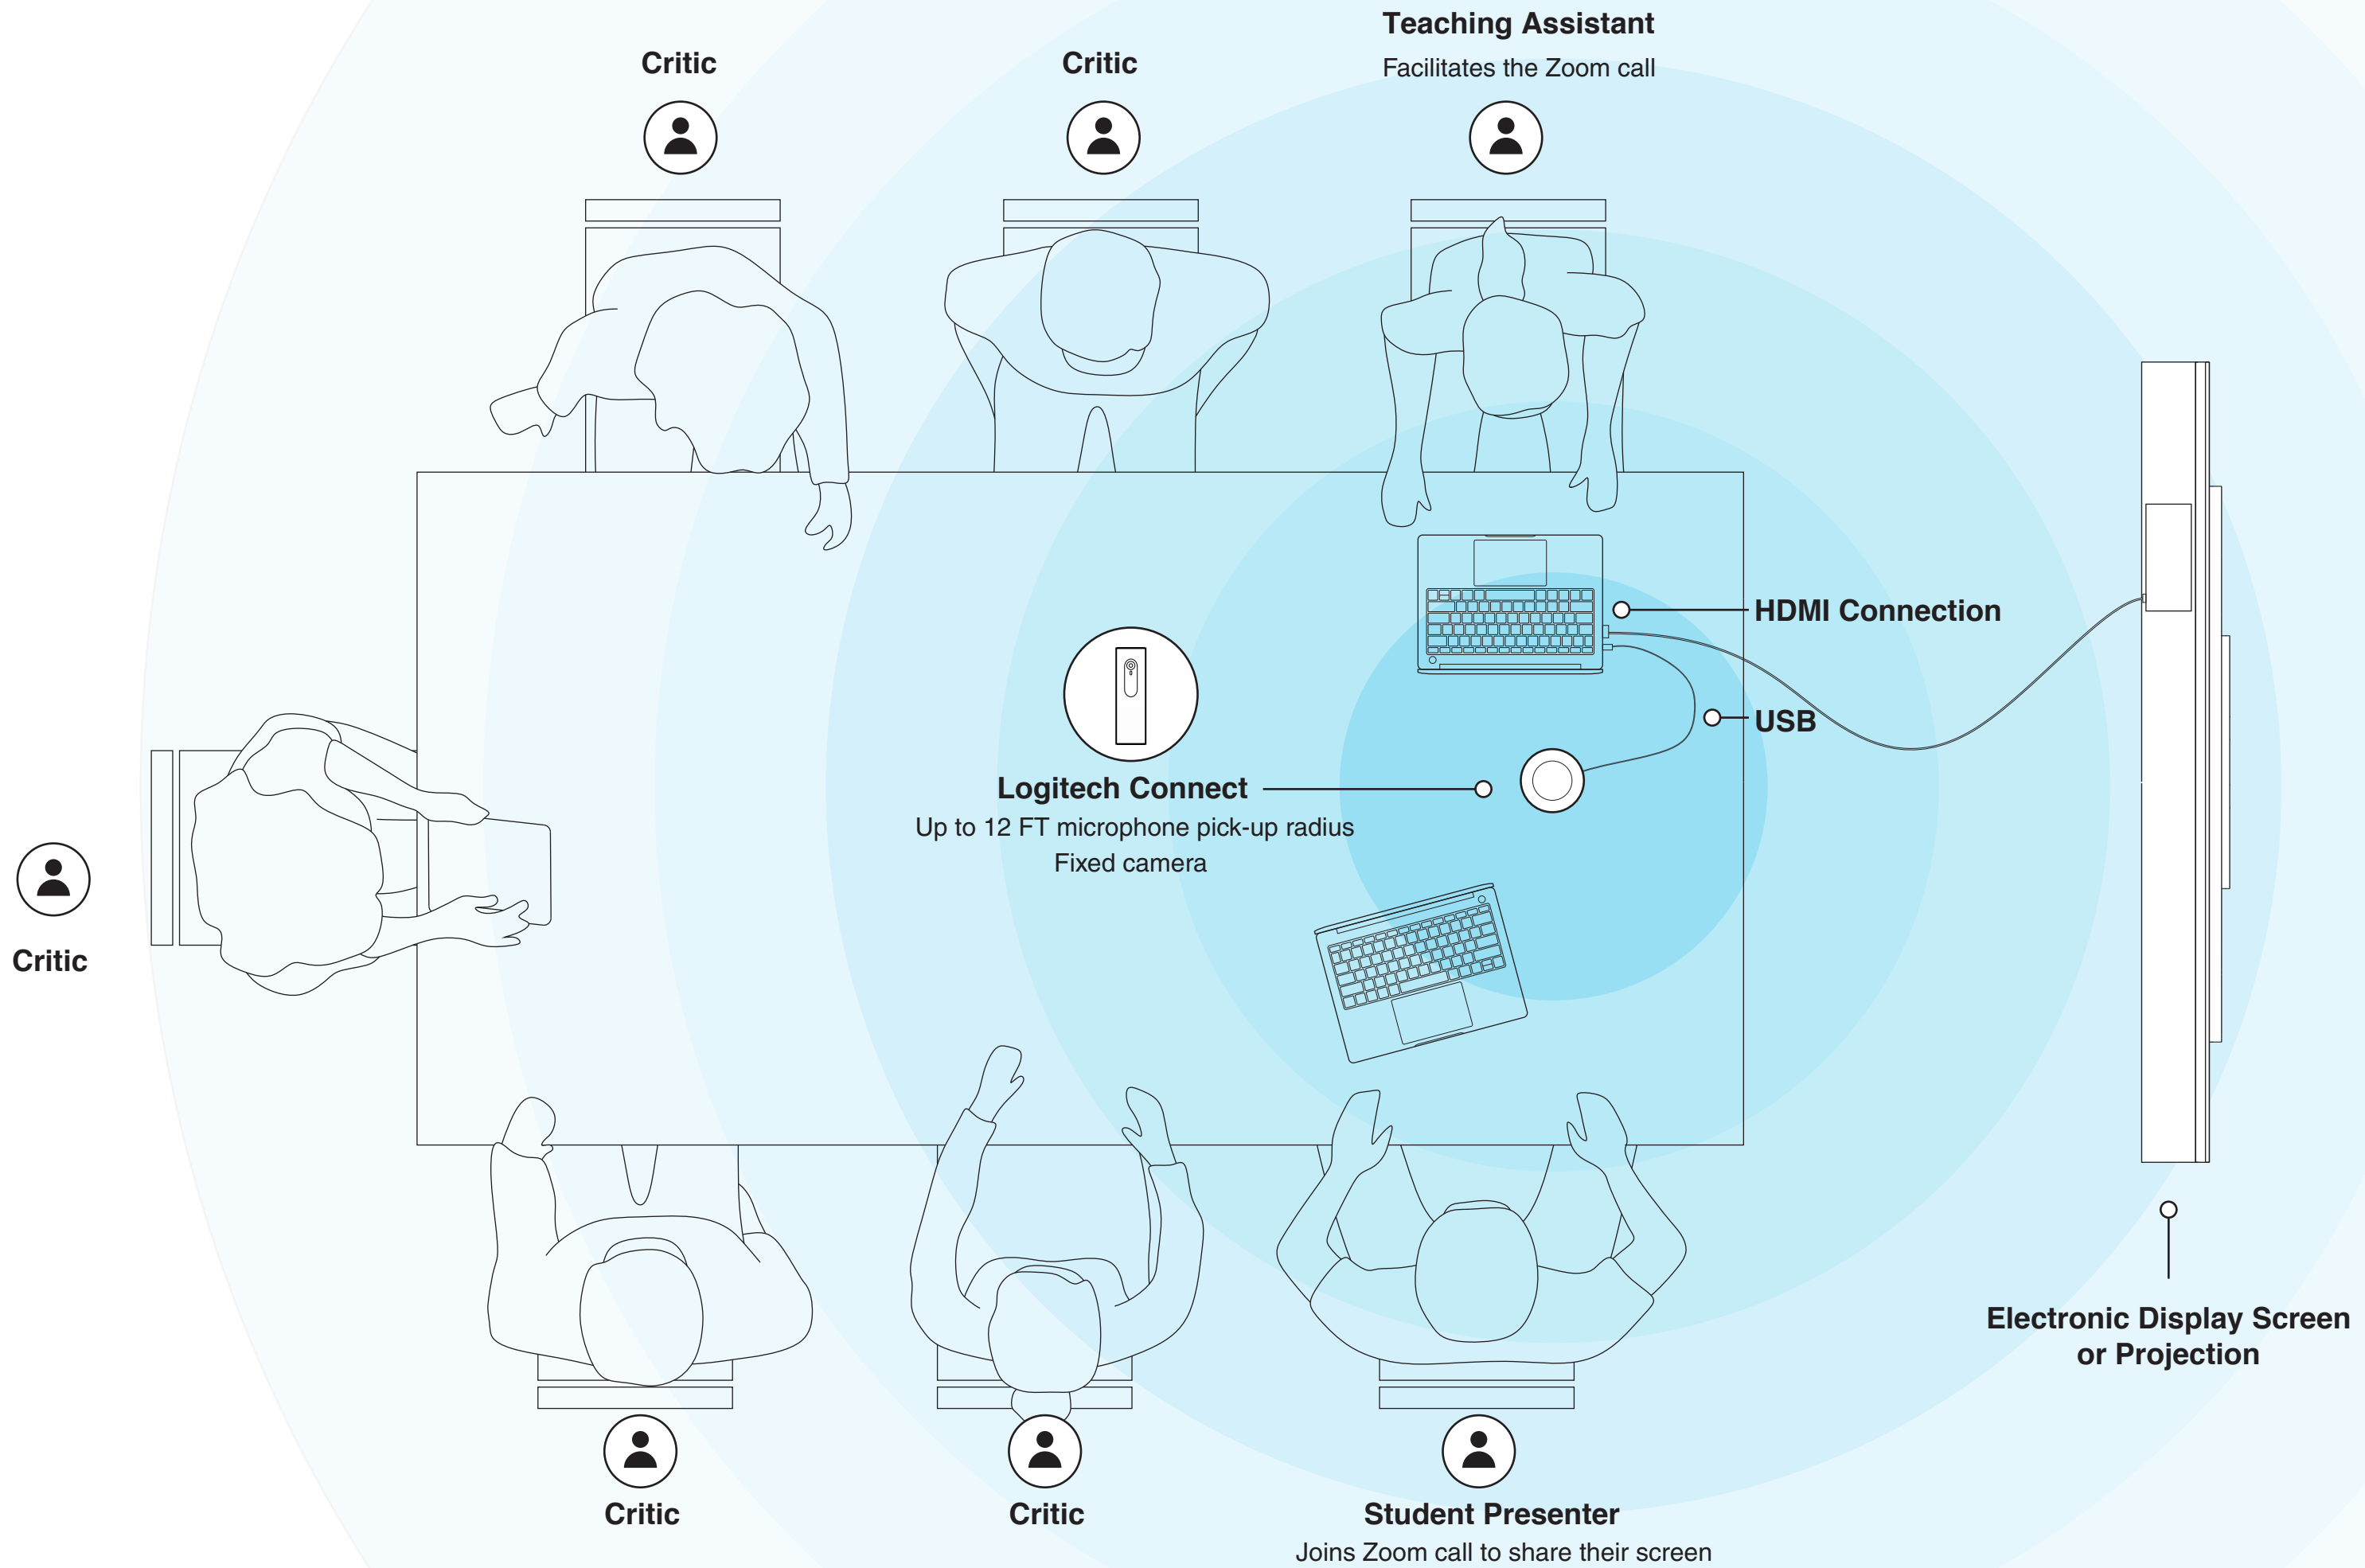 Teaching Assistant
Facilitates the Zoom call
Critic
Critic
HDMI Connection
USB
Logitech Connect
Up to 12 FT microphone pick-up radius
Fixed camera
Critic
Electronic Display Screen
or Projection
Critic
Critic
Student Presenter
Joins Zoom call to share their screen